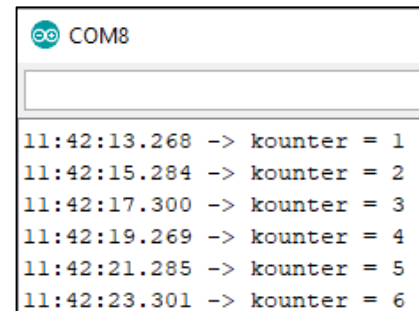 COM8
11:42:13.268 -> kounter = 1
11:42:15.284 -> kounter = 2
11:42:17.300 -> kounter = 3
11:42:19.269 -> kounter = 4
11:42:21.285 -> kounter = 5
11:42:23.301 -> kounter = 6